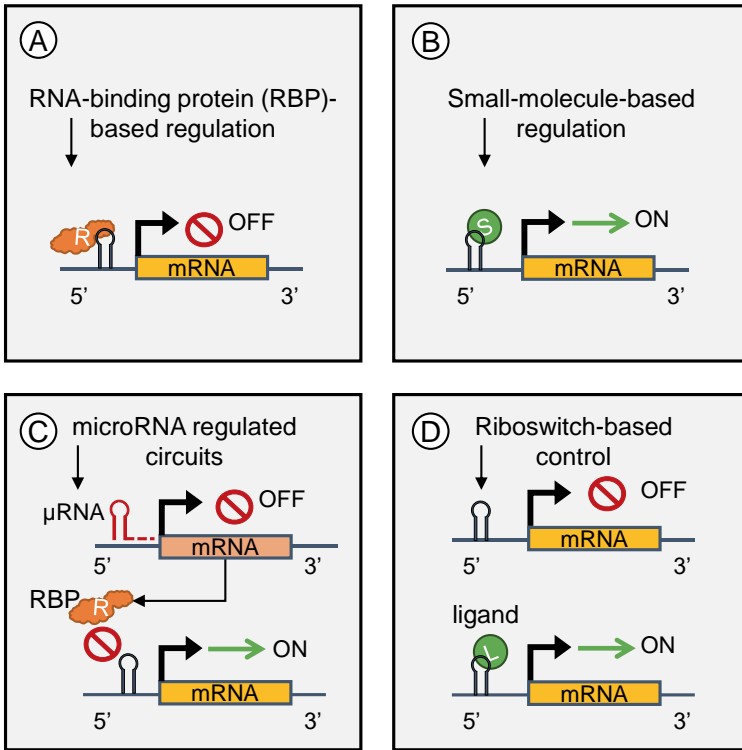 A
RNA-binding protein (RBP)-
based regulation
R
OFF
mRNA
5’
3’
B
Small-molecule-based
regulation
S
ON
mRNA
5’
3’
C
microRNA regulated
circuits
µRNA
OFF
mRNA
5’
3’
RBP
R
ON
mRNA
5’
3’
D
Riboswitch-based
control
OFF
mRNA
5’
3’
ligand
L
ON
mRNA
5’
3’